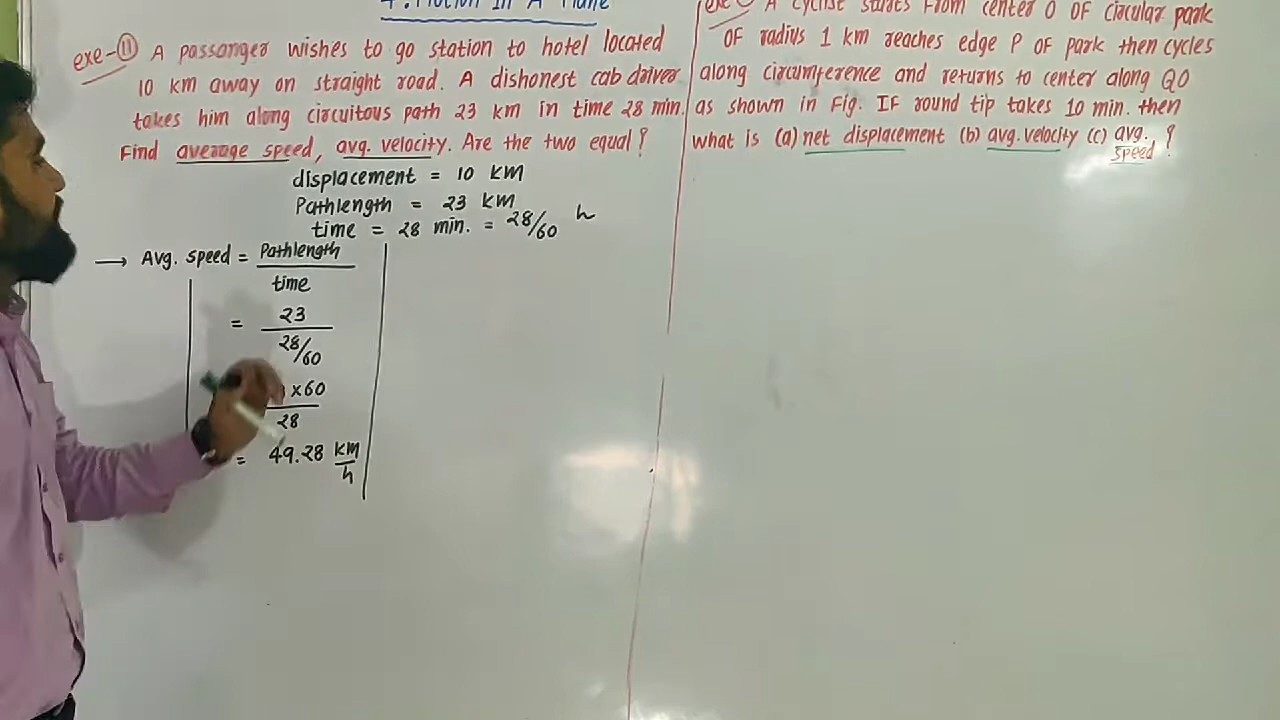 4. Motion In A Plane
exe-11 A passanger wishes to go station to hotel located
10 km away on straight road. A dishonest cab driver
takes him along circuitous path 23 km in time 28 min.
Find average speed, avg. velocity. Are the two equal?
displacement = 10 km
Pathlength = 23 km
time = 28 min. = 28/60 h
→ Avg. speed = Pathlength
time
= 23
28/60
x60
28
= 49.28 km
h
A cyclist starts from center O OF circular park
OF radius 1 km reaches edge P OF park then cycles
along circumference and returns to center along QO
as shown in Fig. IF round tip takes 10 min. then
what is (a) net displacement (b) avg. velocity (c) avg. speed ?